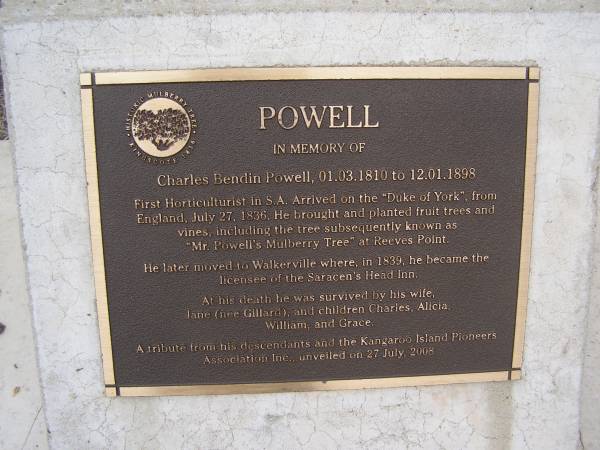 HISTORIC MULBERRY TREE
KINGSCOTE 1836
POWELL
IN MEMORY OF
Charles Bendin Powell, 01.03.1810 to 12.01.1898
First Horticulturist in S.A. Arrived on the "Duke of York", from
England, July 27, 1836. He brought and planted fruit trees and
vines, including the tree subsequently known as
"Mr. Powell's Mulberry Tree" at Reeves Point.
He later moved to Walkerville where, in 1839, he became the
licensee of the Saracen's Head Inn.
At his death he was survived by his wife,
Jane (nee Gillard), and children Charles, Alicia,
William, and Grace.
A tribute from his descendants and the Kangaroo Island Pioneers
Association Inc., unveiled on 27 July, 2008